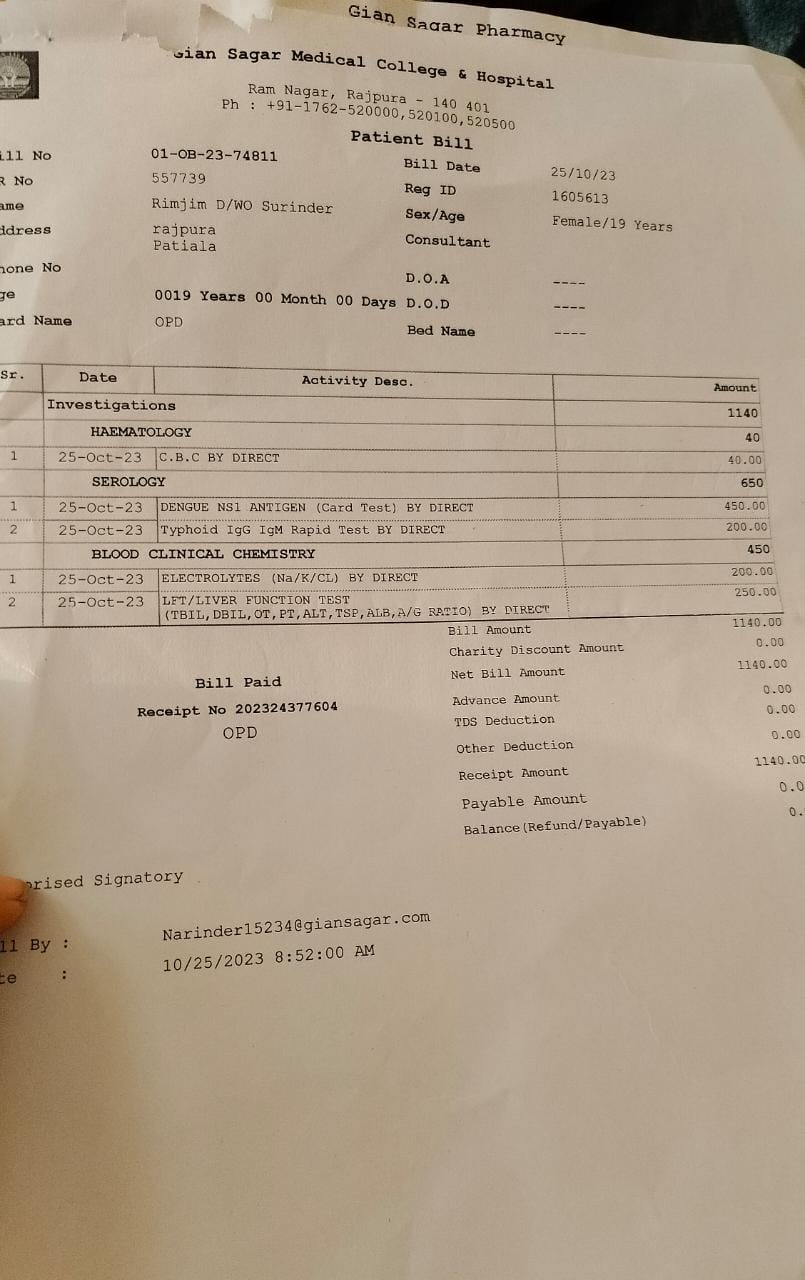 Gian Sagar Pharmacy
Gian Sagar Medical College & Hospital
Ram Nagar, Rajpura - 140 401
Ph : +91-1762-520000,520100,520500
Patient Bill
ill No 01-OB-23-74811 Bill Date 25/10/23
R No 557739 Reg ID 1605613
ame Rimjim D/WO Surinder Sex/Age Female/19 Years
ddress rajpura Consultant
Patiala
hone No D.O.A ----
ge 0019 Years 00 Month 00 Days D.O.D ----
ard Name OPD Bed Name ----
Sr. Date Activity Desc. Amount
Investigations 1140
HAEMATOLOGY 40
1 25-Oct-23 C.B.C BY DIRECT 40.00
SEROLOGY 650
1 25-Oct-23 DENGUE NS1 ANTIGEN (Card Test) BY DIRECT 450.00
2 25-Oct-23 Typhoid IgG IgM Rapid Test BY DIRECT 200.00
BLOOD CLINICAL CHEMISTRY 450
1 25-Oct-23 ELECTROLYTES (Na/K/CL) BY DIRECT 200.00
2 25-Oct-23 LFT/LIVER FUNCTION TEST 250.00
(TBIL,DBIL,OT,PT,ALT,TSP,ALB,A/G RATIO) BY DIRECT
Bill Amount 1140.00
Charity Discount Amount 0.00
Net Bill Amount 1140.00
Bill Paid
Advance Amount 0.00
Receipt No 202324377604
TDS Deduction 0.00
OPD
Other Deduction 0.00
Receipt Amount 1140.00
Payable Amount 0.0
Balance(Refund/Payable) 0.
orised Signatory
ll By : Narinder15234@giansagar.com
te : 10/25/2023 8:52:00 AM